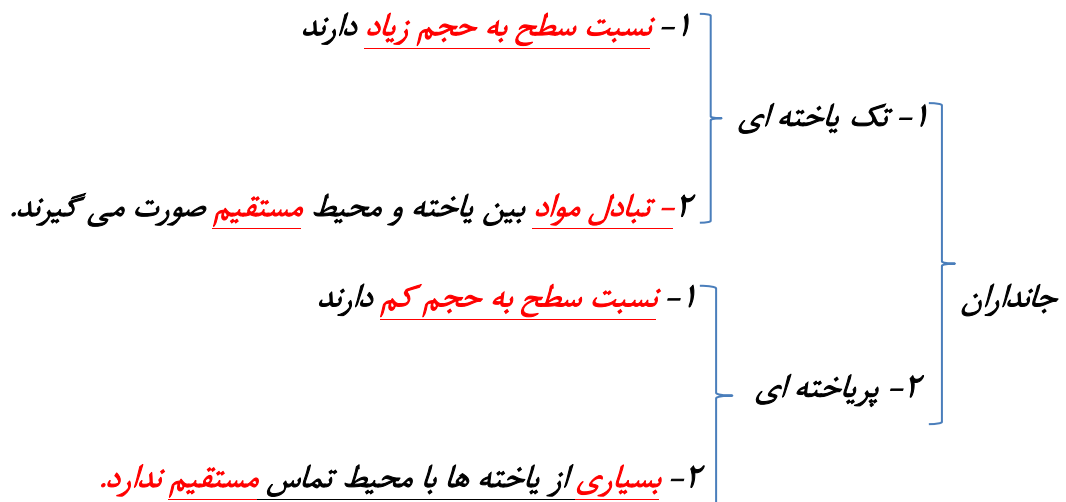 جانداران
۱- تک یاخته ای
۱- نسبت سطح به حجم زیاد دارند
۲- تبادل مواد بین یاخته و محیط مستقیم صورت می گیرند.
۲- پریاخته ای
۱- نسبت سطح به حجم کم دارند
۲- بسیاری از یاخته ها با محیط تماس مستقیم ندارد.